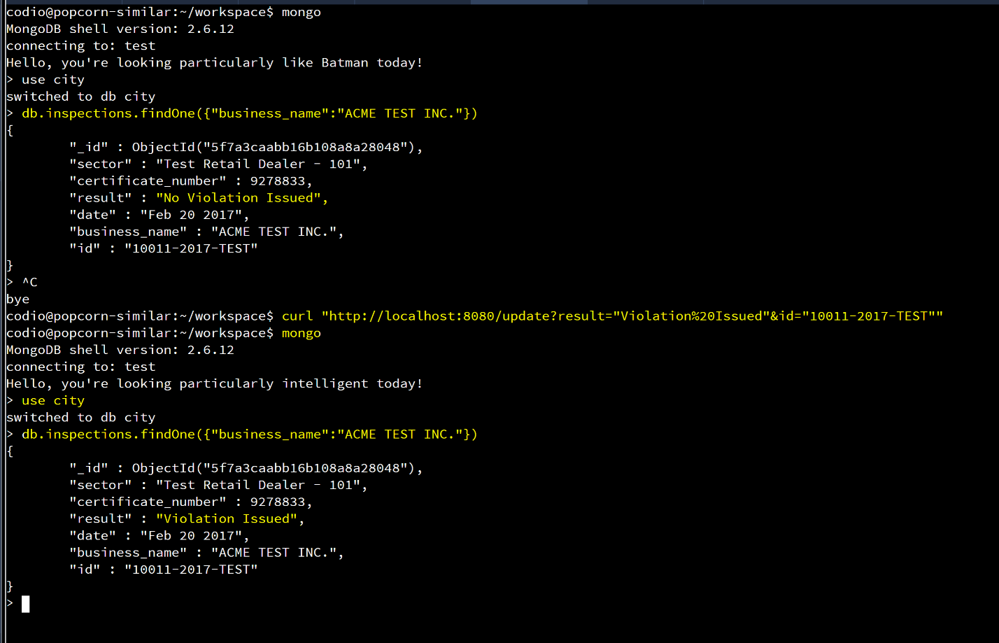 codio@popcorn-similar:~/workspace$ mongo
MongoDB shell version: 2.6.12
connecting to: test
Hello, you're looking particularly like Batman today!
> use city
switched to db city
> db.inspections.findOne({"business_name":"ACME TEST INC."})
{
        "_id" : ObjectId("5f7a3caabb16b108a8a28048"),
        "sector" : "Test Retail Dealer - 101",
        "certificate_number" : 9278833,
        "result" : "No Violation Issued",
        "date" : "Feb 20 2017",
        "business_name" : "ACME TEST INC.",
        "id" : "10011-2017-TEST"
}
> ^C
bye
codio@popcorn-similar:~/workspace$ curl "http://localhost:8080/update?result="Violation%20Issued"&id="10011-2017-TEST""
codio@popcorn-similar:~/workspace$ mongo
MongoDB shell version: 2.6.12
connecting to: test
Hello, you're looking particularly intelligent today!
> use city
switched to db city
> db.inspections.findOne({"business_name":"ACME TEST INC."})
{
        "_id" : ObjectId("5f7a3caabb16b108a8a28048"),
        "sector" : "Test Retail Dealer - 101",
        "certificate_number" : 9278833,
        "result" : "Violation Issued",
        "date" : "Feb 20 2017",
        "business_name" : "ACME TEST INC.",
        "id" : "10011-2017-TEST"
}
>